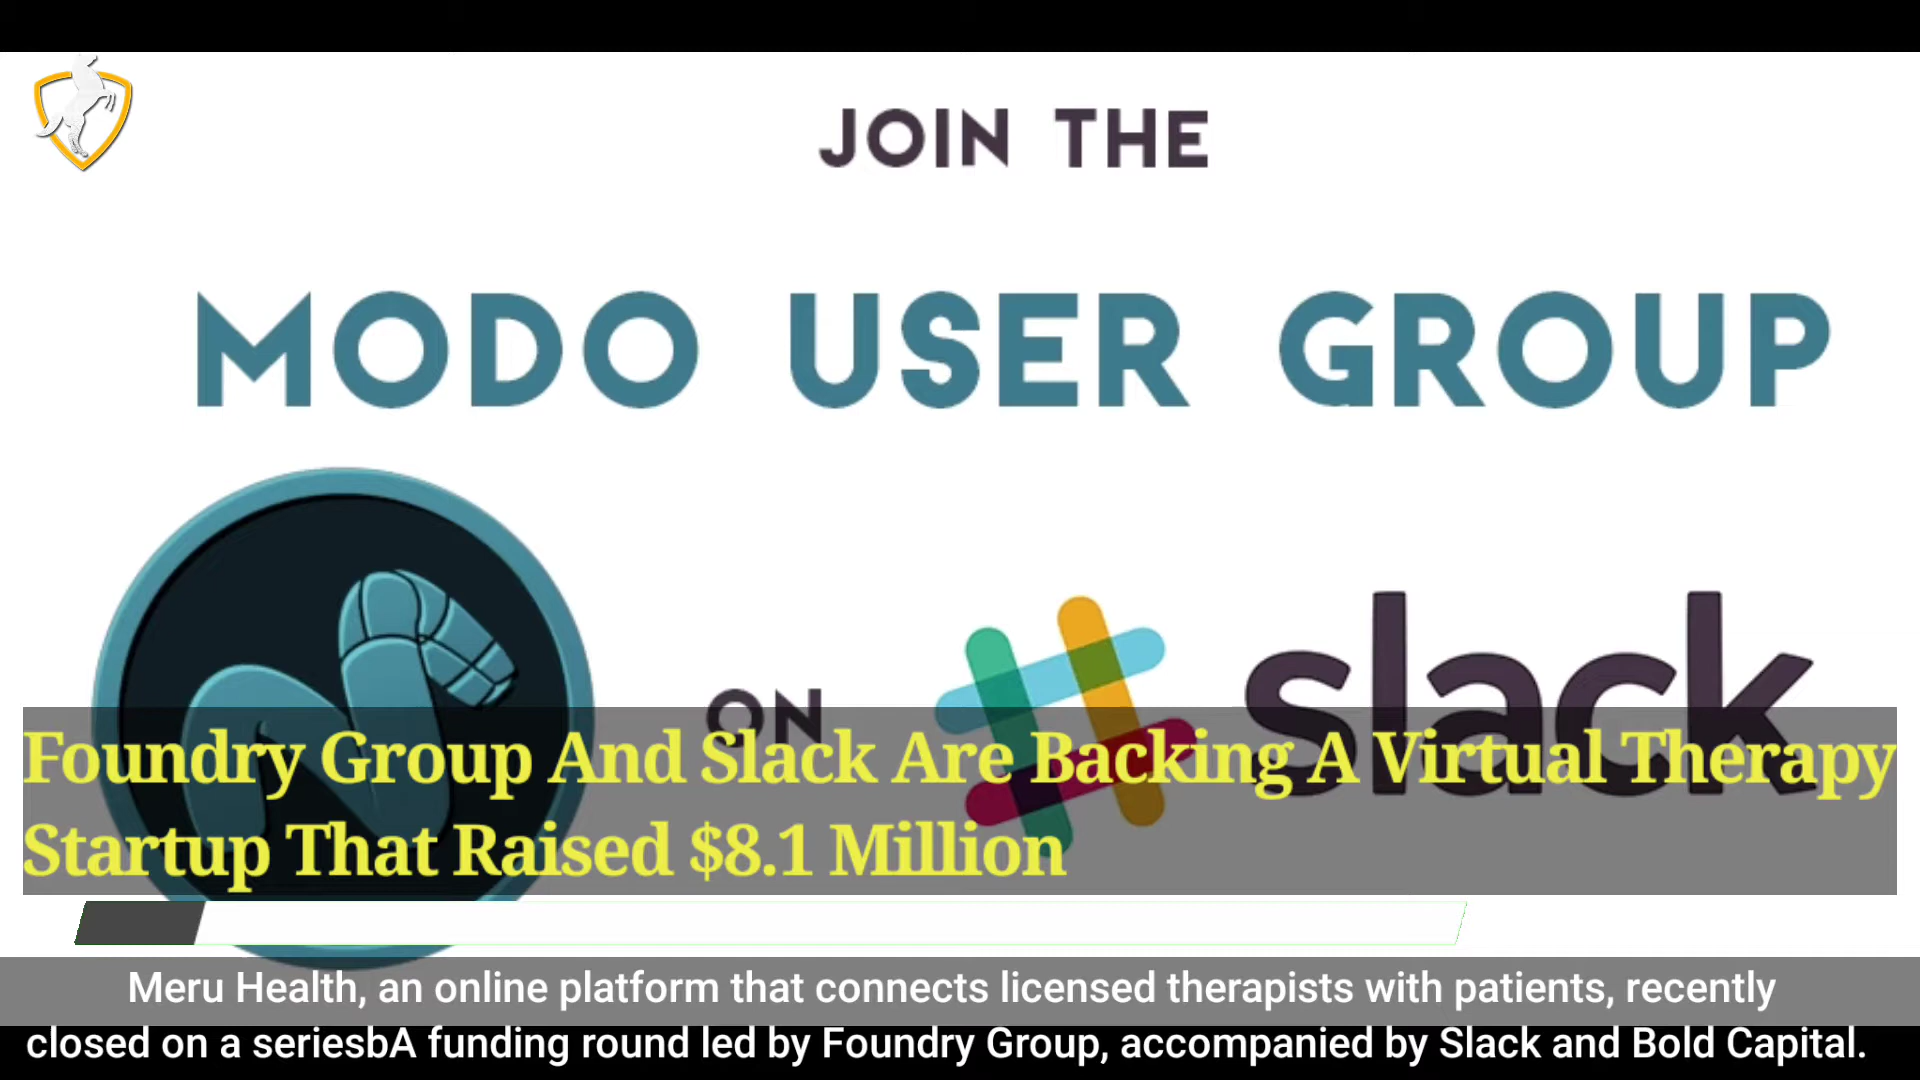 JOIN THE
MODO USER GROUP
ON slack
Foundry Group And Slack Are Backing A Virtual Therapy
Startup That Raised $8.1 Million
Meru Health, an online platform that connects licensed therapists with patients, recently
closed on a seriesbA funding round led by Foundry Group, accompanied by Slack and Bold Capital.